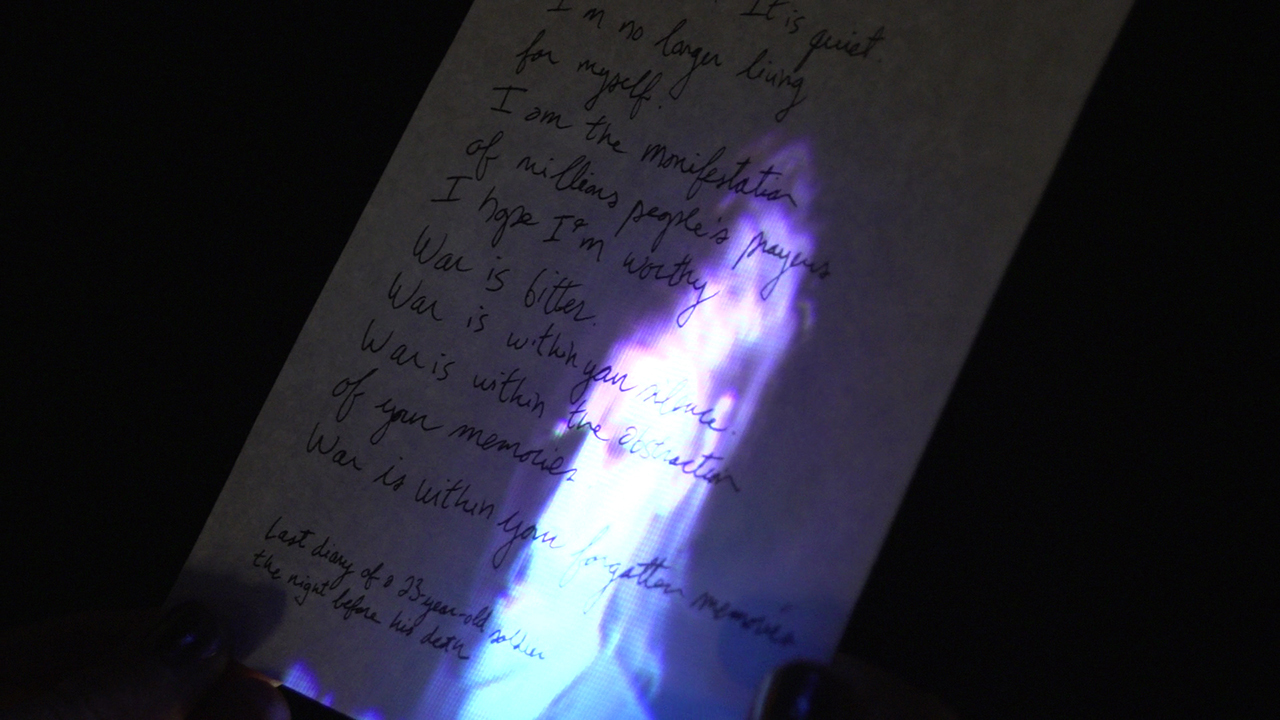 It is quiet.
I'm no longer living
for myself.
I am the manifestation
of millions people's prayers
I hope I'm worthy
War is bitter.
War is within your silence.
War is within the abstraction
of your memories
War is within your forgotten memories
Last diary of a 23-year-old soldier
the night before his death